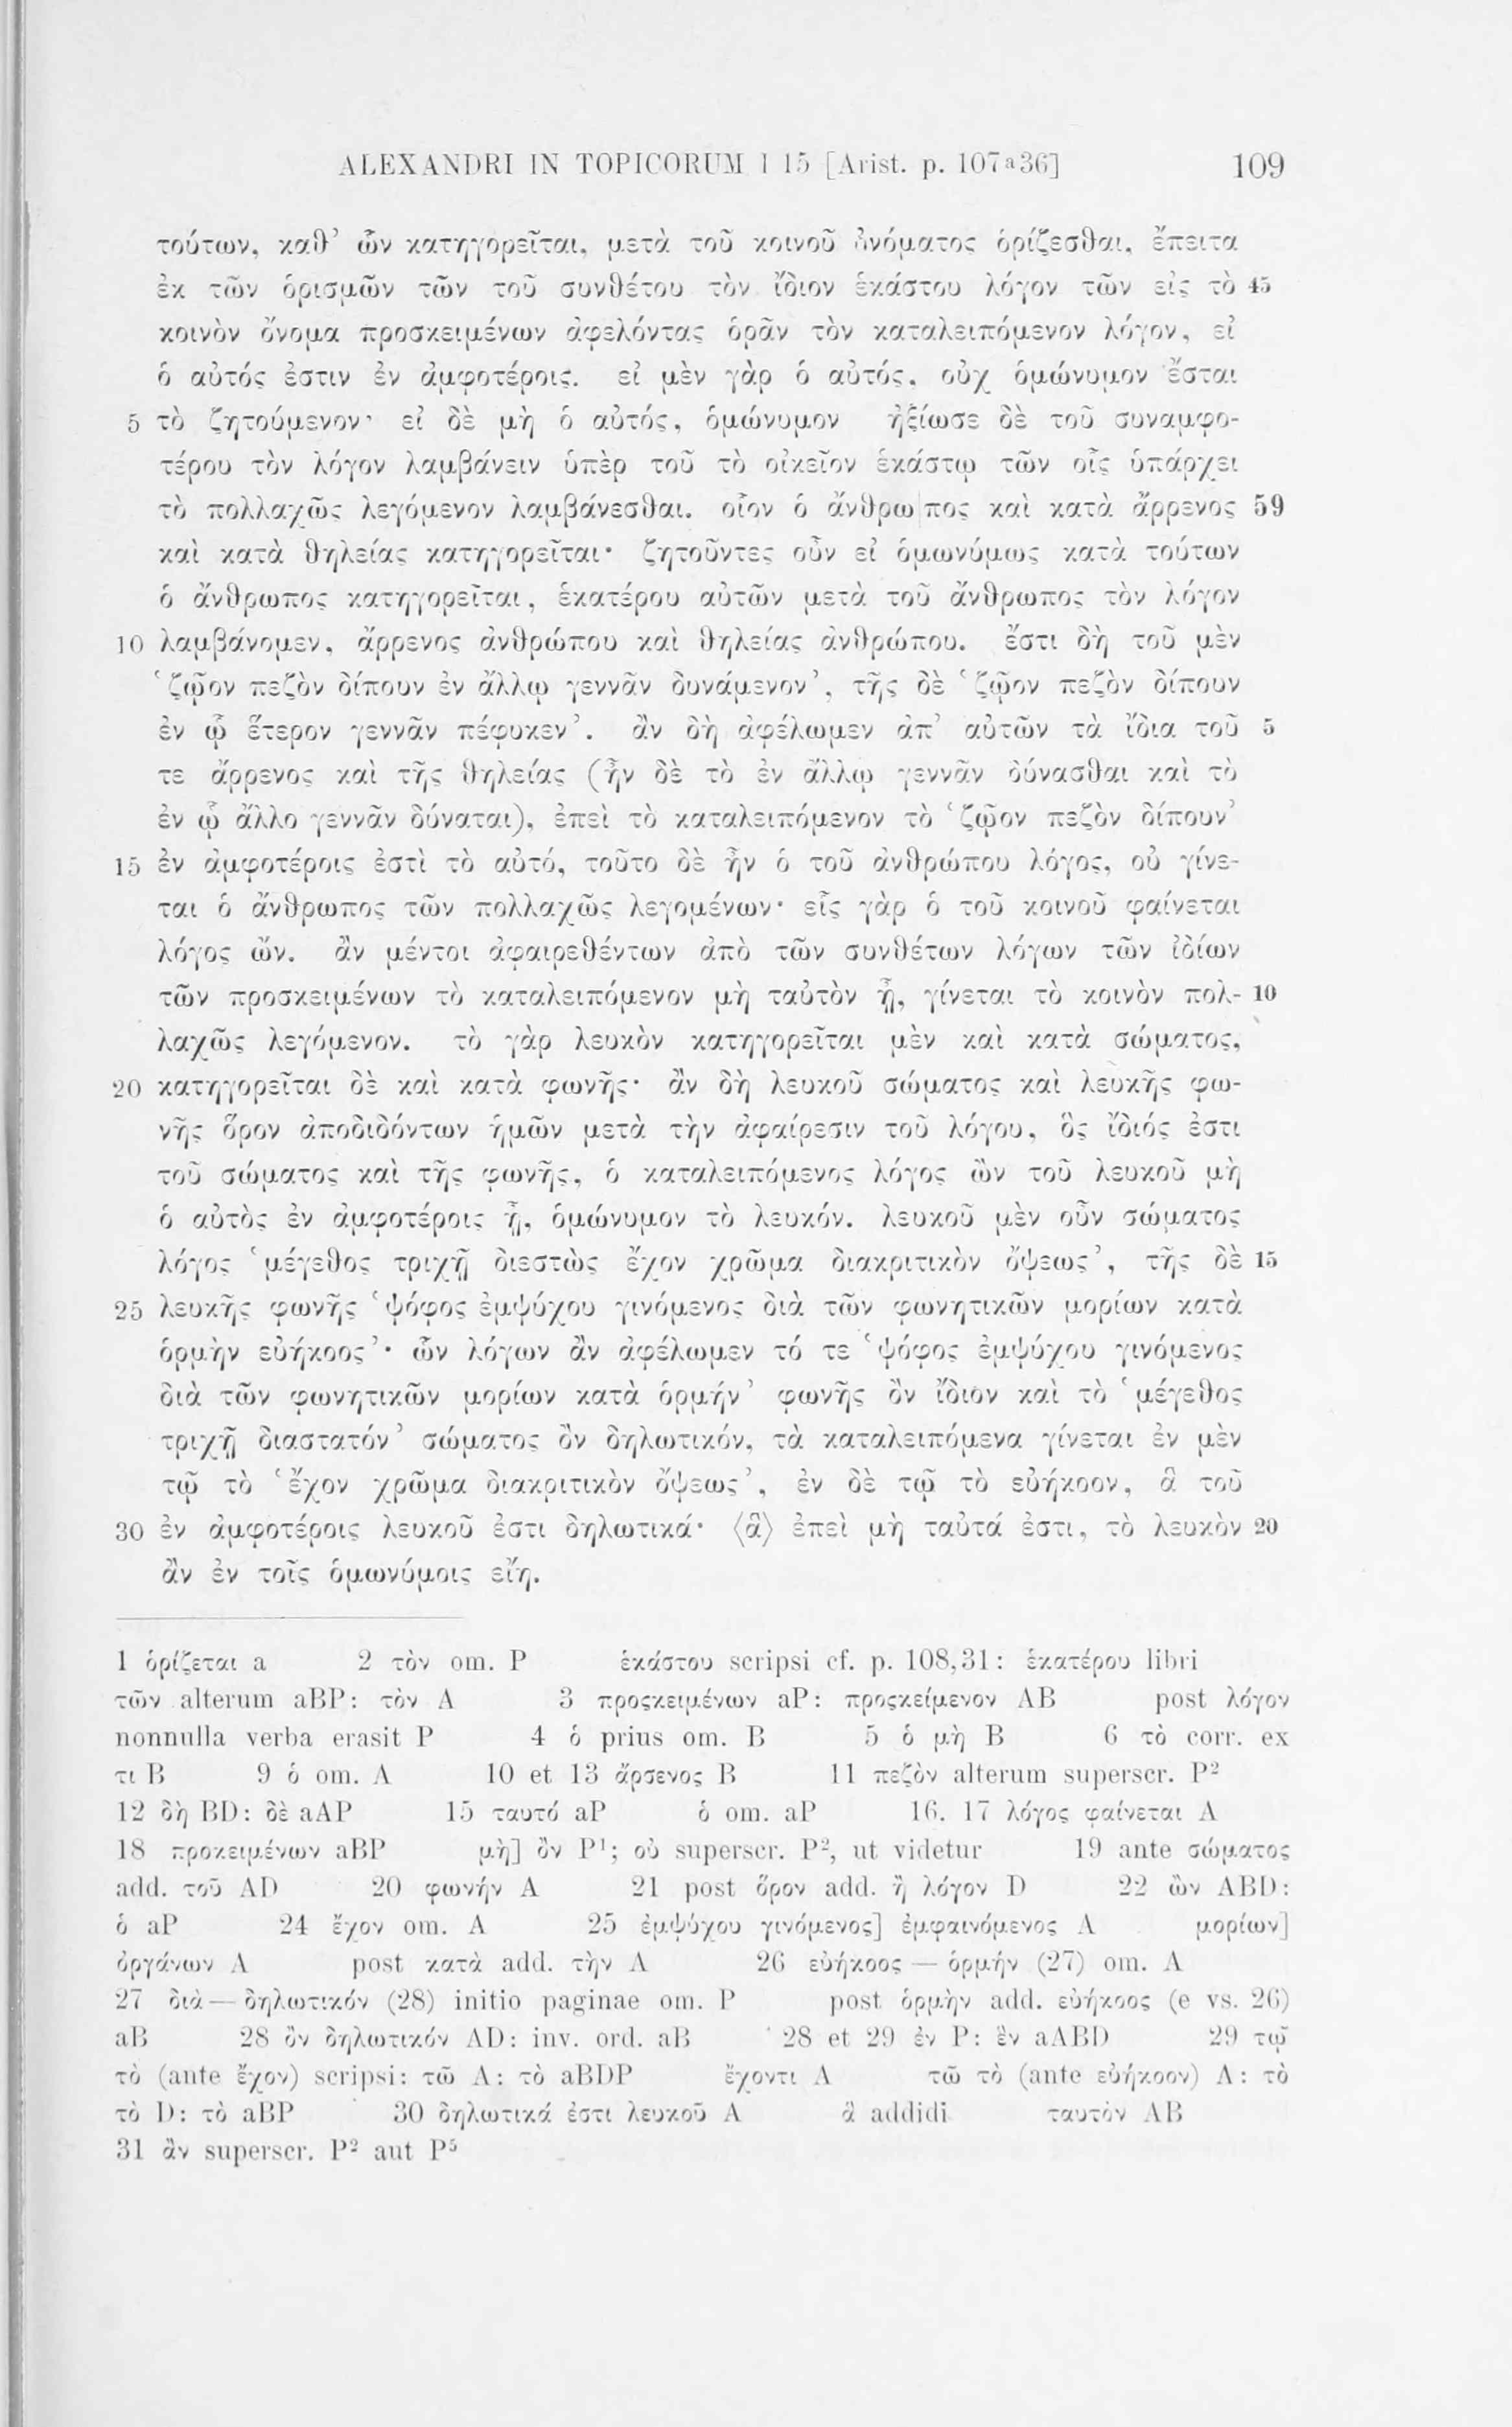 ALEXANDRI IN TOPICORUM I 15 [Arist. p. 107a36] 109
τούτων, καθ’ ὧν κατηγορεῖται, μετὰ τοῦ κοινοῦ ὀνόματος ὁρίζεσθαι, ἔπειτα
ἐκ τῶν ὁρισμῶν τῶν τοῦ συνθέτου τὸν ἴδιον ἑκάστου λόγον τῶν εἰς τὸ 45
κοινὸν ὄνομα προσκειμένων ἀφελόντας ὁρᾶν τὸν καταλειπόμενον λόγον, εἰ
ὁ αὐτός ἐστιν ἐν ἀμφοτέροις. εἰ μὲν γὰρ ὁ αὐτός, οὐχ ὁμώνυμον ἔσται
5 τὸ ζητούμενον· εἰ δὲ μὴ ὁ αὐτός, ὁμώνυμον ἠξίωσε δὲ τοῦ συναμφο-
τέρου τὸν λόγον λαμβάνειν ὑπὲρ τοῦ τὸ οἰκεῖον ἑκάστῳ τῶν οἷς ὑπάρχει
τὸ πολλαχῶς λεγόμενον λαμβάνεσθαι. οἷον ὁ ἄνθρω|πος καὶ κατὰ ἄρρενος 59
καὶ κατὰ θηλείας κατηγορεῖται· ζητοῦντες οὖν εἰ ὁμωνύμως κατὰ τούτων
ὁ ἄνθρωπος κατηγορεῖται, ἑκατέρου αὐτῶν μετὰ τοῦ ἄνθρωπος τὸν λόγον
10 λαμβάνομεν, ἄρρενος ἀνθρώπου καὶ θηλείας ἀνθρώπου. ἔστι δὴ τοῦ μὲν
‘ζῷον πεζὸν δίπουν ἐν ἄλλῳ γεννᾶν δυνάμενον’, τῆς δὲ ‘ζῷον πεζὸν δίπουν
ἐν ᾧ ἕτερον γεννᾶν πέφυκεν’. ἂν δὴ ἀφέλωμεν ἀπ’ αὐτῶν τὰ ἴδια τοῦ 5
τε ἄρρενος καὶ τῆς θηλείας (ἦν δὲ τὸ ἐν ἄλλῳ γεννᾶν δύνασθαι καὶ τὸ
ἐν ᾧ ἄλλο γεννᾶν δύναται), ἐπεὶ τὸ καταλειπόμενον τὸ ‘ζῷον πεζὸν δίπουν’
15 ἐν ἀμφοτέροις ἐστὶ τὸ αὐτό, τοῦτο δὲ ἦν ὁ τοῦ ἀνθρώπου λόγος, οὐ γίνε-
ται ὁ ἄνθρωπος τῶν πολλαχῶς λεγομένων· εἷς γὰρ ὁ τοῦ κοινοῦ φαίνεται
λόγος ὤν. ἂν μέντοι ἀφαιρεθέντων ἀπὸ τῶν συνθέτων λόγων τῶν ἰδίων
τῶν προσκειμένων τὸ καταλειπόμενον μὴ ταὐτὸν ᾖ, γίνεται τὸ κοινὸν πολ- 10
λαχῶς λεγόμενον. τὸ γὰρ λευκὸν κατηγορεῖται μὲν καὶ κατὰ σώματος,
20 κατηγορεῖται δὲ καὶ κατὰ φωνῆς· ἂν δὴ λευκοῦ σώματος καὶ λευκῆς φω-
νῆς ὅρον ἀποδιδόντων ἡμῶν μετὰ τὴν ἀφαίρεσιν τοῦ λόγου, ὃς ἴδιός ἐστι
τοῦ σώματος καὶ τῆς φωνῆς, ὁ καταλειπόμενος λόγος ὢν τοῦ λευκοῦ μὴ
ὁ αὐτὸς ἐν ἀμφοτέροις ᾖ, ὁμώνυμον τὸ λευκόν. λευκοῦ μὲν οὖν σώματος
λόγος ‘μέγεθος τριχῇ διεστὼς ἔχον χρῶμα διακριτικὸν ὄψεως’, τῆς δὲ 15
25 λευκῆς φωνῆς ‘ψόφος ἐμψύχου γινόμενος διὰ τῶν φωνητικῶν μορίων κατὰ
ὁρμὴν εὐήκοος’· ὧν λόγων ἂν ἀφέλωμεν τό τε ‘ψόφος ἐμψύχου γινόμενος
διὰ τῶν φωνητικῶν μορίων κατὰ ὁρμήν’ φωνῆς ὂν ἴδιον καὶ τὸ ‘μέγεθος
τριχῇ διαστατόν’ σώματος ὂν δηλωτικόν, τὰ καταλειπόμενα γίνεται ἐν μὲν
τῷ τὸ ‘ἔχον χρῶμα διακριτικὸν ὄψεως’, ἐν δὲ τῷ τὸ εὐήκοον, ἃ τοῦ
30 ἐν ἀμφοτέροις λευκοῦ ἐστι δηλωτικά· ⟨ἃ⟩ ἐπεὶ μὴ ταὐτά ἐστι, τὸ λευκὸν 20
ἂν ἐν τοῖς ὁμωνύμοις εἴη.
1 ὁρίζεται a 2 τὸν om. P ἑκάστου scripsi cf. p. 108,31: ἑκατέρου libri
τῶν alterum aBP: τὸν A 3 προςκειμένων aP: προςκείμενον AB post λόγον
nonnulla verba erasit P 4 ὁ prius om. B 5 ὁ μὴ B 6 τὸ corr. ex
τι B 9 ὁ om. A 10 et 13 ἄρσενος B 11 πεζὸν alterum superscr. P²
12 δὴ BD: δὲ aAP 15 ταυτό aP ὁ om. aP 16. 17 λόγος φαίνεται A
18 προκειμένων aBP μὴ] ὂν P¹; οὐ superscr. P², ut videtur 19 ante σώματος
add. τοῦ AD 20 φωνήν A 21 post ὅρον add. ἢ λόγον D 22 ὢν ABD:
ὁ aP 24 ἔχον om. A 25 ἐμψύχου γινόμενος] ἐμφαινόμενος A μορίων]
ὀργάνων A post κατὰ add. τὴν A 26 εὐήκοος — ὁρμήν (27) om. A
27 διὰ — δηλωτικόν (28) initio paginae om. P post ὁρμὴν add. εὐήκοος (e vs. 26)
aB 28 ὂν δηλωτικόν AD: inv. ord. aB 28 et 29 ἐν P: ἓν aABD 29 τῷ
τὸ (ante ἔχον) scripsi: τῶ A: τὸ aBDP ἔχοντι A τῶ τὸ (ante εὐήκοον) A: τὸ
τὸ D: τὸ aBP 30 δηλωτικά ἐστι λευκοῦ A ἃ addidi ταυτὸν AB
31 ἂν superscr. P² aut P⁵